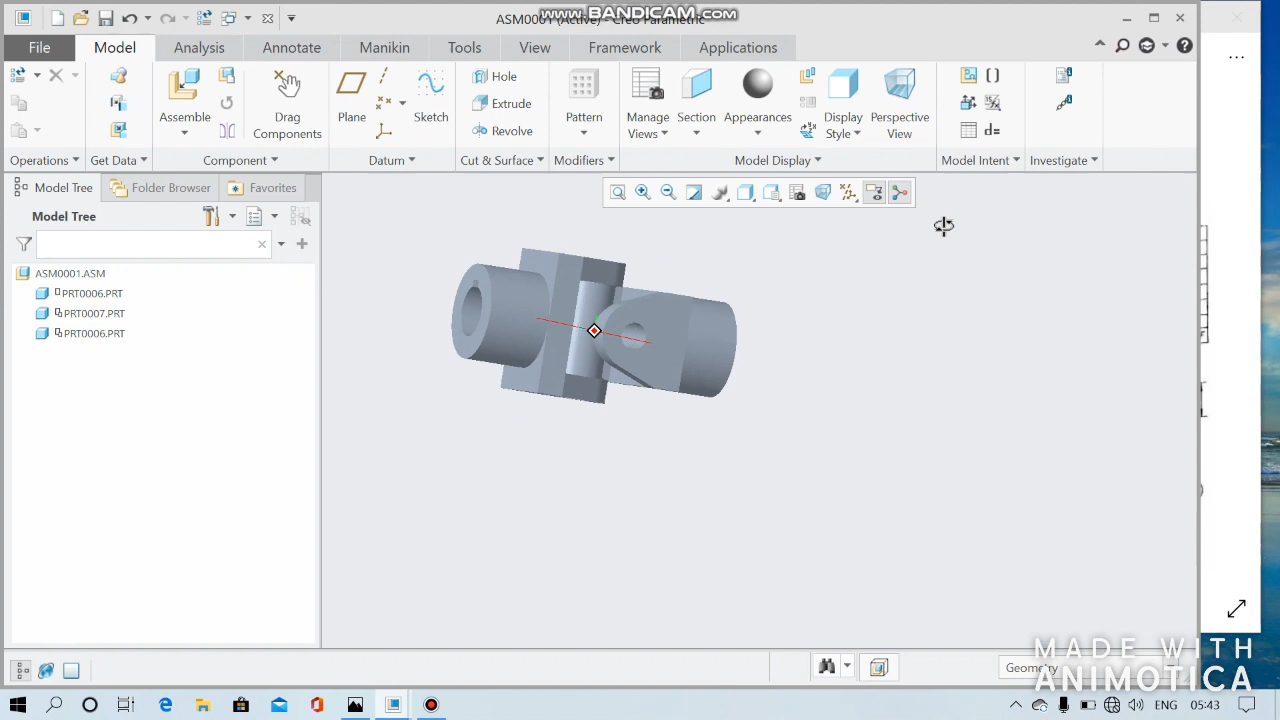 ASM0001 (Active) - Creo Parametric
www.BANDICAM.com
File
Model
Analysis
Annotate
Manikin
Tools
View
Framework
Applications
Assemble
Drag
Components
Plane
Sketch
Hole
Extrude
Revolve
Pattern
Manage
Views
Section
Appearances
Display
Style
Perspective
View
Operations
Get Data
Component
Datum
Cut & Surface
Modifiers
Model Display
Model Intent
Investigate
Model Tree
Folder Browser
Favorites
Model Tree
ASM0001.ASM
PRT0006.PRT
PRT0007.PRT
PRT0006.PRT
Geometry
MADE WITH
ANIMOTICA
ENG
05:43